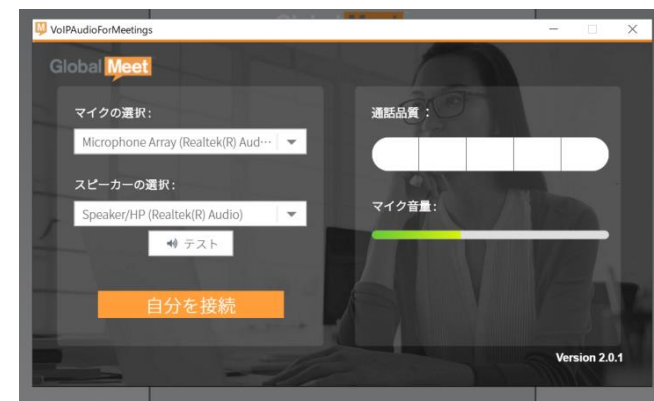 VoIPAudioForMeetings
Global Meet
マイクの選択:
Microphone Array (Realtek(R) Aud…
スピーカーの選択:
Speaker/HP (Realtek(R) Audio)
テスト
自分を接続
通話品質 :
マイク音量:
Version 2.0.1